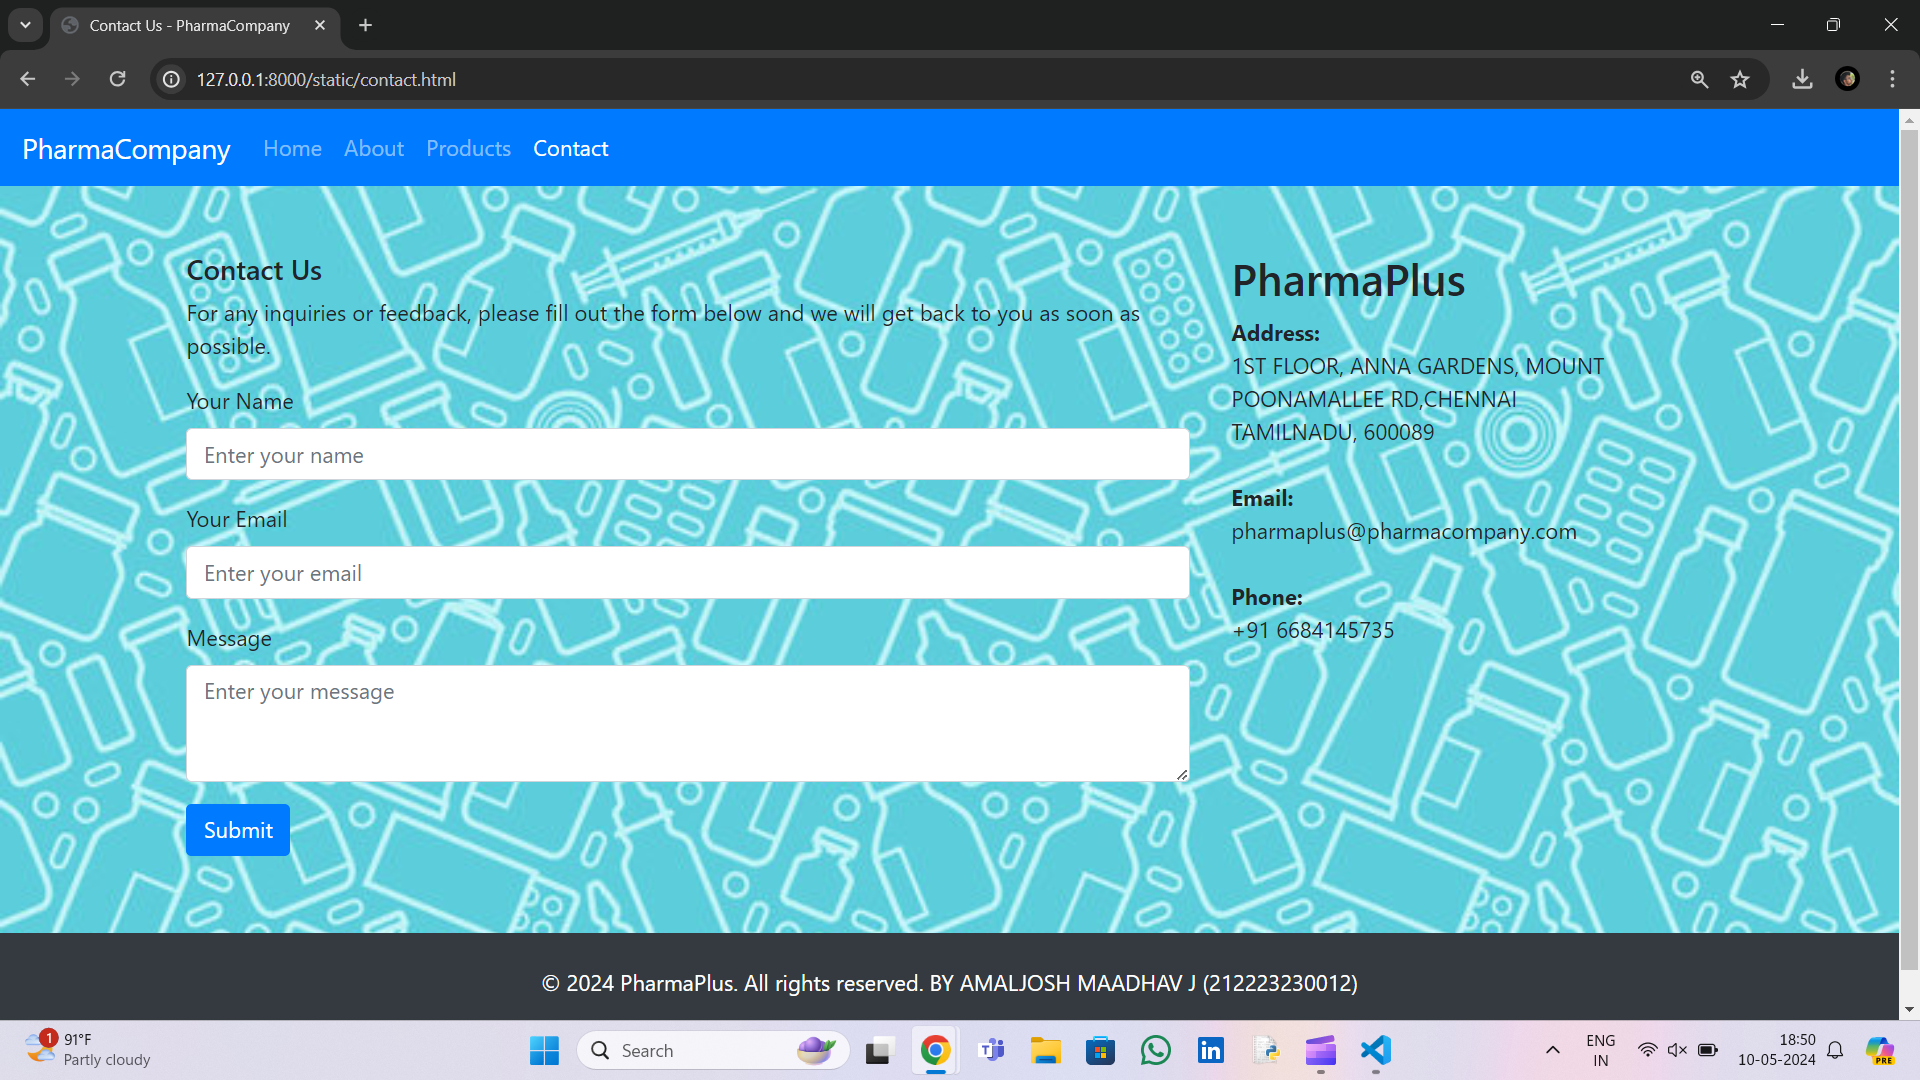 Contact Us - PharmaCompany
127.0.0.1:8000/static/contact.html
PharmaCompany Home About Products Contact
Contact Us
For any inquiries or feedback, please fill out the form below and we will get back to you as soon as
possible.
Your Name
Enter your name
Your Email
Enter your email
Message
Enter your message
Submit
PharmaPlus
Address:
1ST FLOOR, ANNA GARDENS, MOUNT
POONAMALLEE RD,CHENNAI
TAMILNADU, 600089
Email:
pharmaplus@pharmacompany.com
Phone:
+91 6684145735
© 2024 PharmaPlus. All rights reserved. BY AMALJOSH MAADHAV J (212223230012)
1
91°F
Partly cloudy
Search
ENG
IN
18:50
10-05-2024
PRE